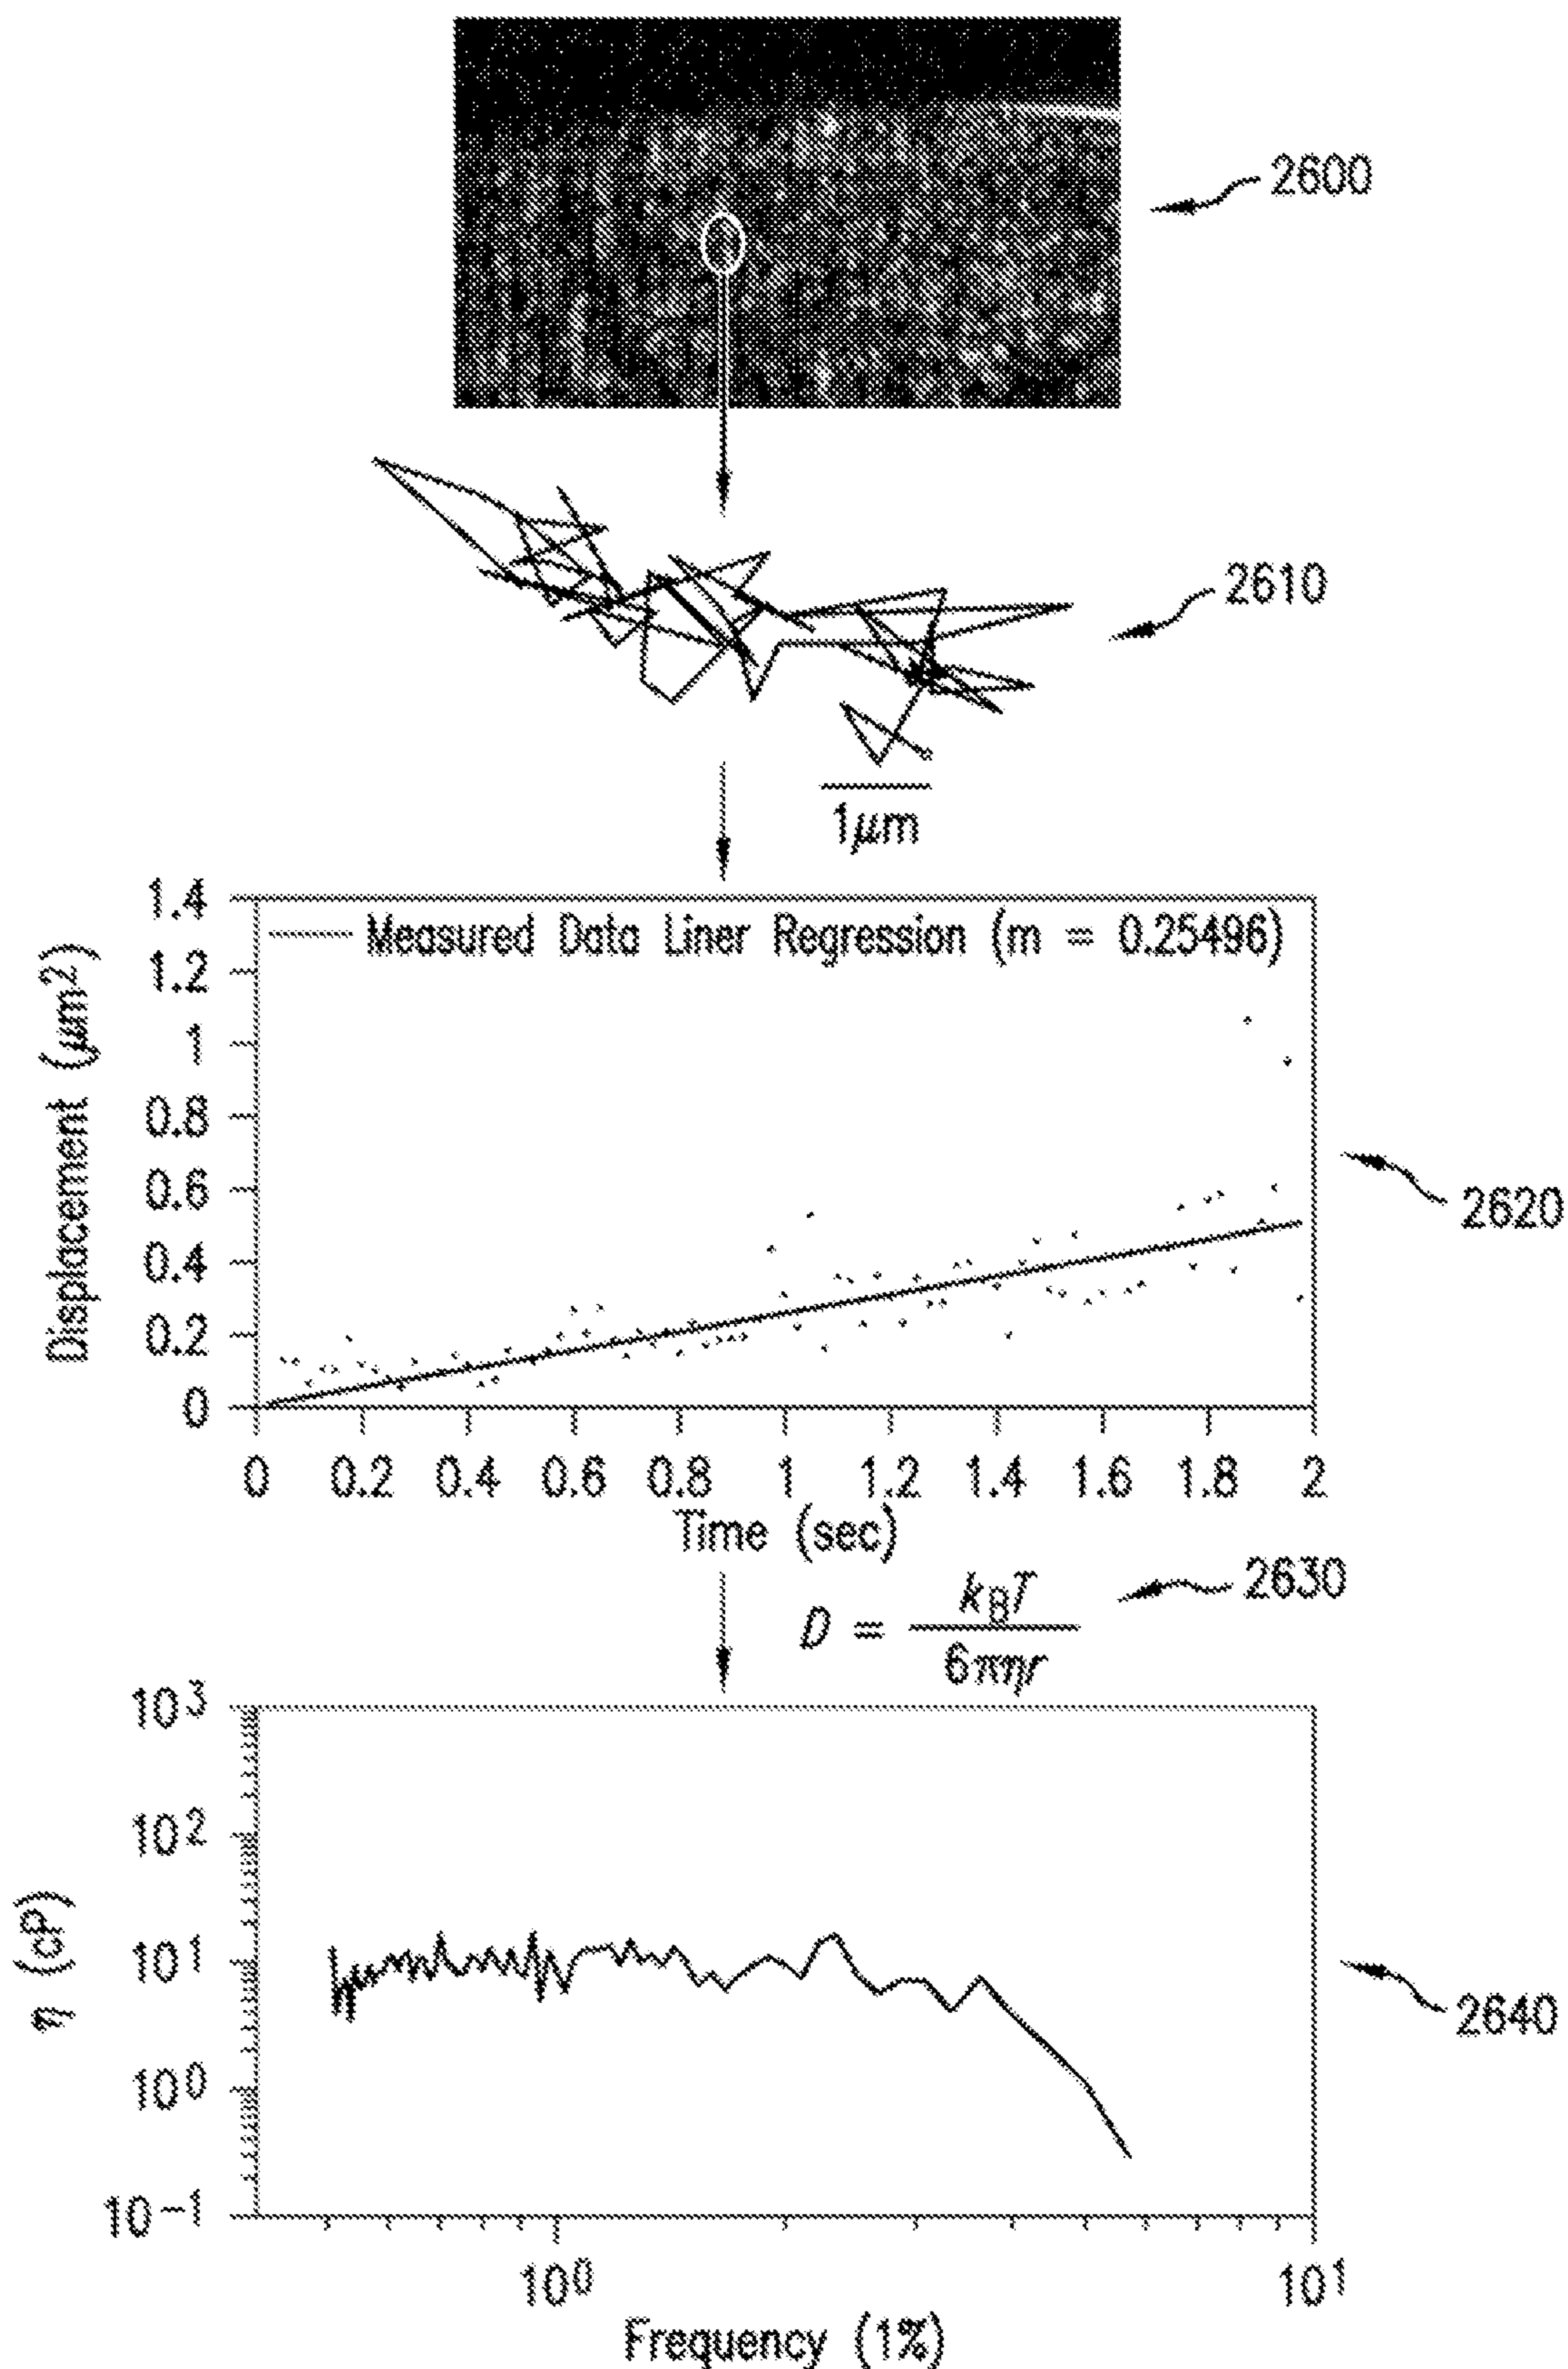 2600
2610
1μm
Measured Data Liner Regression (m = 0.25496)
Displacement (μm²)
1.4
1.2
1
0.8
0.6
0.4
0.2
0
2620
0 0.2 0.4 0.6 0.8 1 1.2 1.4 1.6 1.8 2
Time (sec)
D = k_BT / 6πηr
2630
η (cP)
10³
10²
10¹
10⁰
10⁻¹
2640
10⁰ 10¹
Frequency (1%)